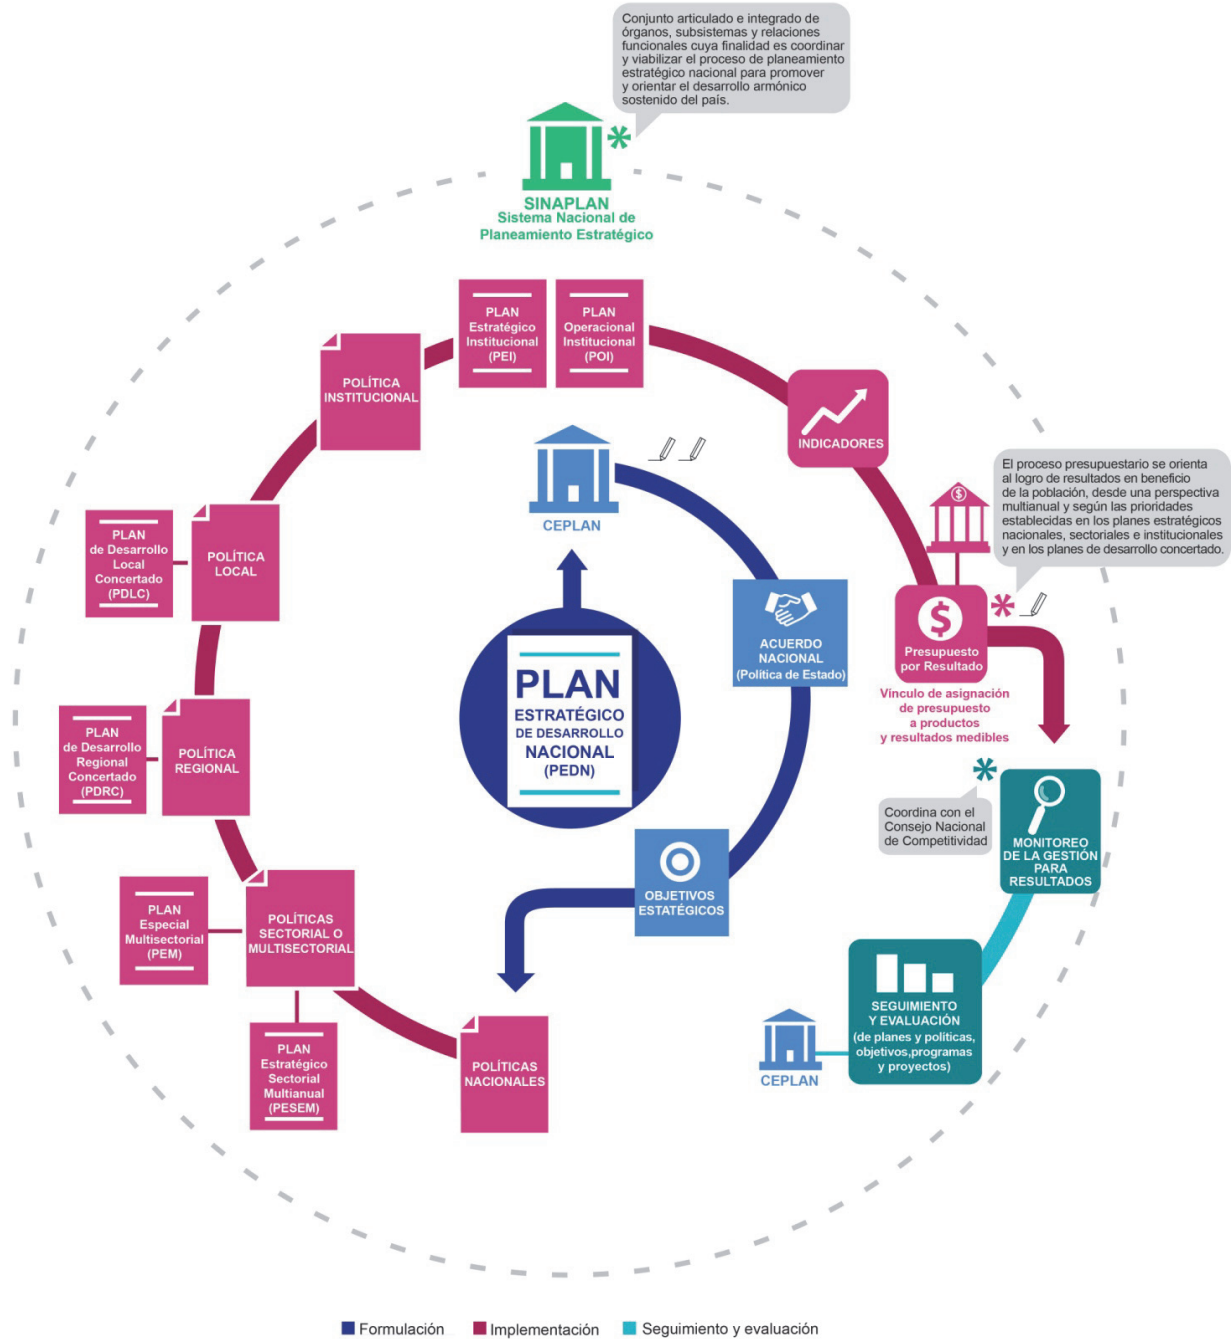 Conjunto articulado e integrado de
órganos, subsistemas y relaciones
funcionales cuya finalidad es coordinar
y viabilizar el proceso de planeamiento
estratégico nacional para promover
y orientar el desarrollo armónico
sostenido del país.
SINAPLAN
Sistema Nacional de
Planeamiento Estratégico
PLAN
Estratégico
Institucional
(PEI)
PLAN
Operacional
Institucional
(POI)
POLÍTICA
INSTITUCIONAL
INDICADORES
CEPLAN
El proceso presupuestario se orienta
al logro de resultados en beneficio
de la población, desde una perspectiva
multianual y según las prioridades
establecidas en los planes estratégicos
nacionales, sectoriales e institucionales
y en los planes de desarrollo concertado.
PLAN
de Desarrollo
Local
Concertado
(PDLC)
POLÍTICA
LOCAL
ACUERDO
NACIONAL
(Política de Estado)
$
$
Presupuesto
por Resultado
Vínculo de asignación
de presupuesto
a productos
y resultados medibles
PLAN
ESTRATÉGICO
DE DESARROLLO
NACIONAL
(PEDN)
PLAN
de Desarrollo
Regional
Concertado
(PDRC)
POLÍTICA
REGIONAL
Coordina con el
Consejo Nacional
de Competitividad
MONITOREO
DE LA GESTIÓN
PARA
RESULTADOS
OBJETIVOS
ESTATÉGICOS
PLAN
Especial
Multisectorial
(PEM)
POLÍTICAS
SECTORIAL O
MULTISECTORIAL
SEGUIMIENTO
Y EVALUACIÓN
(de planes y políticas,
objetivos,programas
y proyectos)
CEPLAN
PLAN
Estratégico
Sectorial
Multianual
(PESEM)
POLÍTICAS
NACIONALES
Formulación Implementación Seguimiento y evaluación